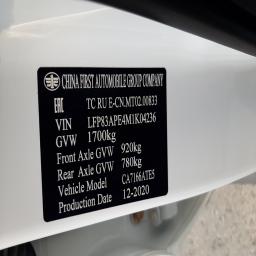 CHINA FIRST AUTOMOBILE GROUP COMPANY
EAC TC RU E-CN.MT02.00833
VIN LFP83APE4M1K04236
GVW 1700kg
Front Axle GVW 920kg
Rear Axle GVW 780kg
Vehicle Model CA7166ATE5
Production Date 12-2020